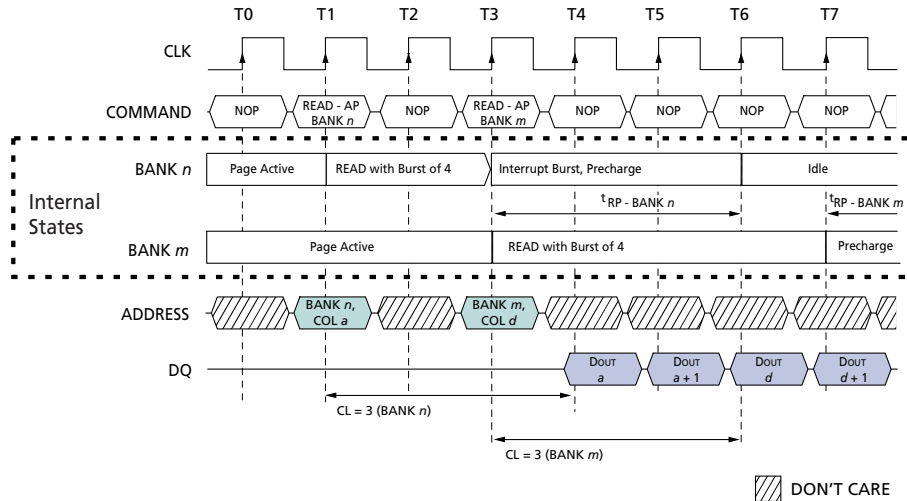 T0 T1 T2 T3 T4 T5 T6 T7
CLK
COMMAND NOP READ - AP BANK n NOP READ - AP BANK m NOP NOP NOP NOP
Internal States
BANK n Page Active READ with Burst of 4 Interrupt Burst, Precharge Idle
tRP - BANK n tRP - BANK m
BANK m Page Active READ with Burst of 4 Precharge
ADDRESS BANK n, COL a BANK m, COL d
DQ DOUT a DOUT a + 1 DOUT d DOUT d + 1
CL = 3 (BANK n)
CL = 3 (BANK m)
DON'T CARE